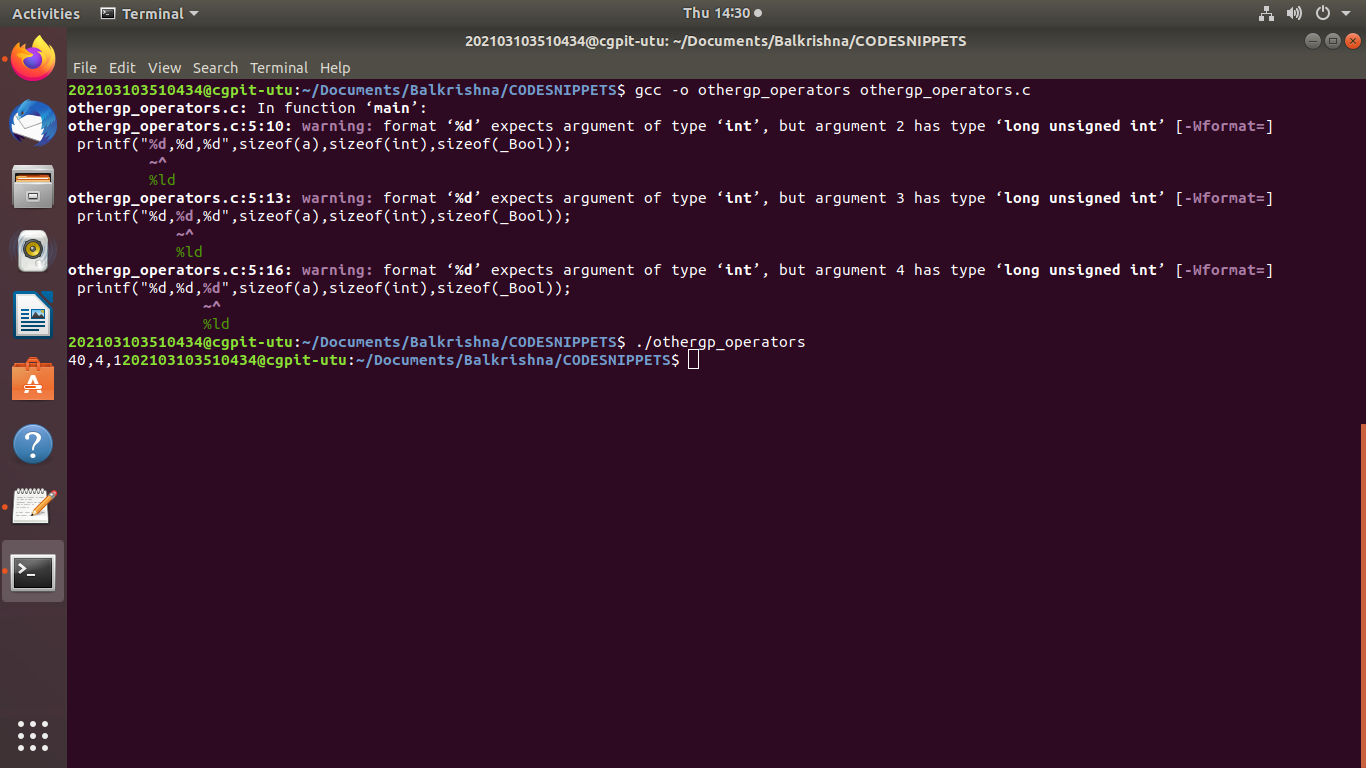 Activities Terminal Thu 14:30
202103103510434@cgpit-utu: ~/Documents/Balkrishna/CODESNIPPETS
File Edit View Search Terminal Help
202103103510434@cgpit-utu:~/Documents/Balkrishna/CODESNIPPETS$ gcc -o othergp_operators othergp_operators.c
othergp_operators.c: In function ‘main’:
othergp_operators.c:5:10: warning: format ‘%d’ expects argument of type ‘int’, but argument 2 has type ‘long unsigned int’ [-Wformat=]
 printf("%d,%d,%d",sizeof(a),sizeof(int),sizeof(_Bool));
         ~^
         %ld
othergp_operators.c:5:13: warning: format ‘%d’ expects argument of type ‘int’, but argument 3 has type ‘long unsigned int’ [-Wformat=]
 printf("%d,%d,%d",sizeof(a),sizeof(int),sizeof(_Bool));
            ~^
            %ld
othergp_operators.c:5:16: warning: format ‘%d’ expects argument of type ‘int’, but argument 4 has type ‘long unsigned int’ [-Wformat=]
 printf("%d,%d,%d",sizeof(a),sizeof(int),sizeof(_Bool));
               ~^
               %ld
202103103510434@cgpit-utu:~/Documents/Balkrishna/CODESNIPPETS$ ./othergp_operators
40,4,1202103103510434@cgpit-utu:~/Documents/Balkrishna/CODESNIPPETS$